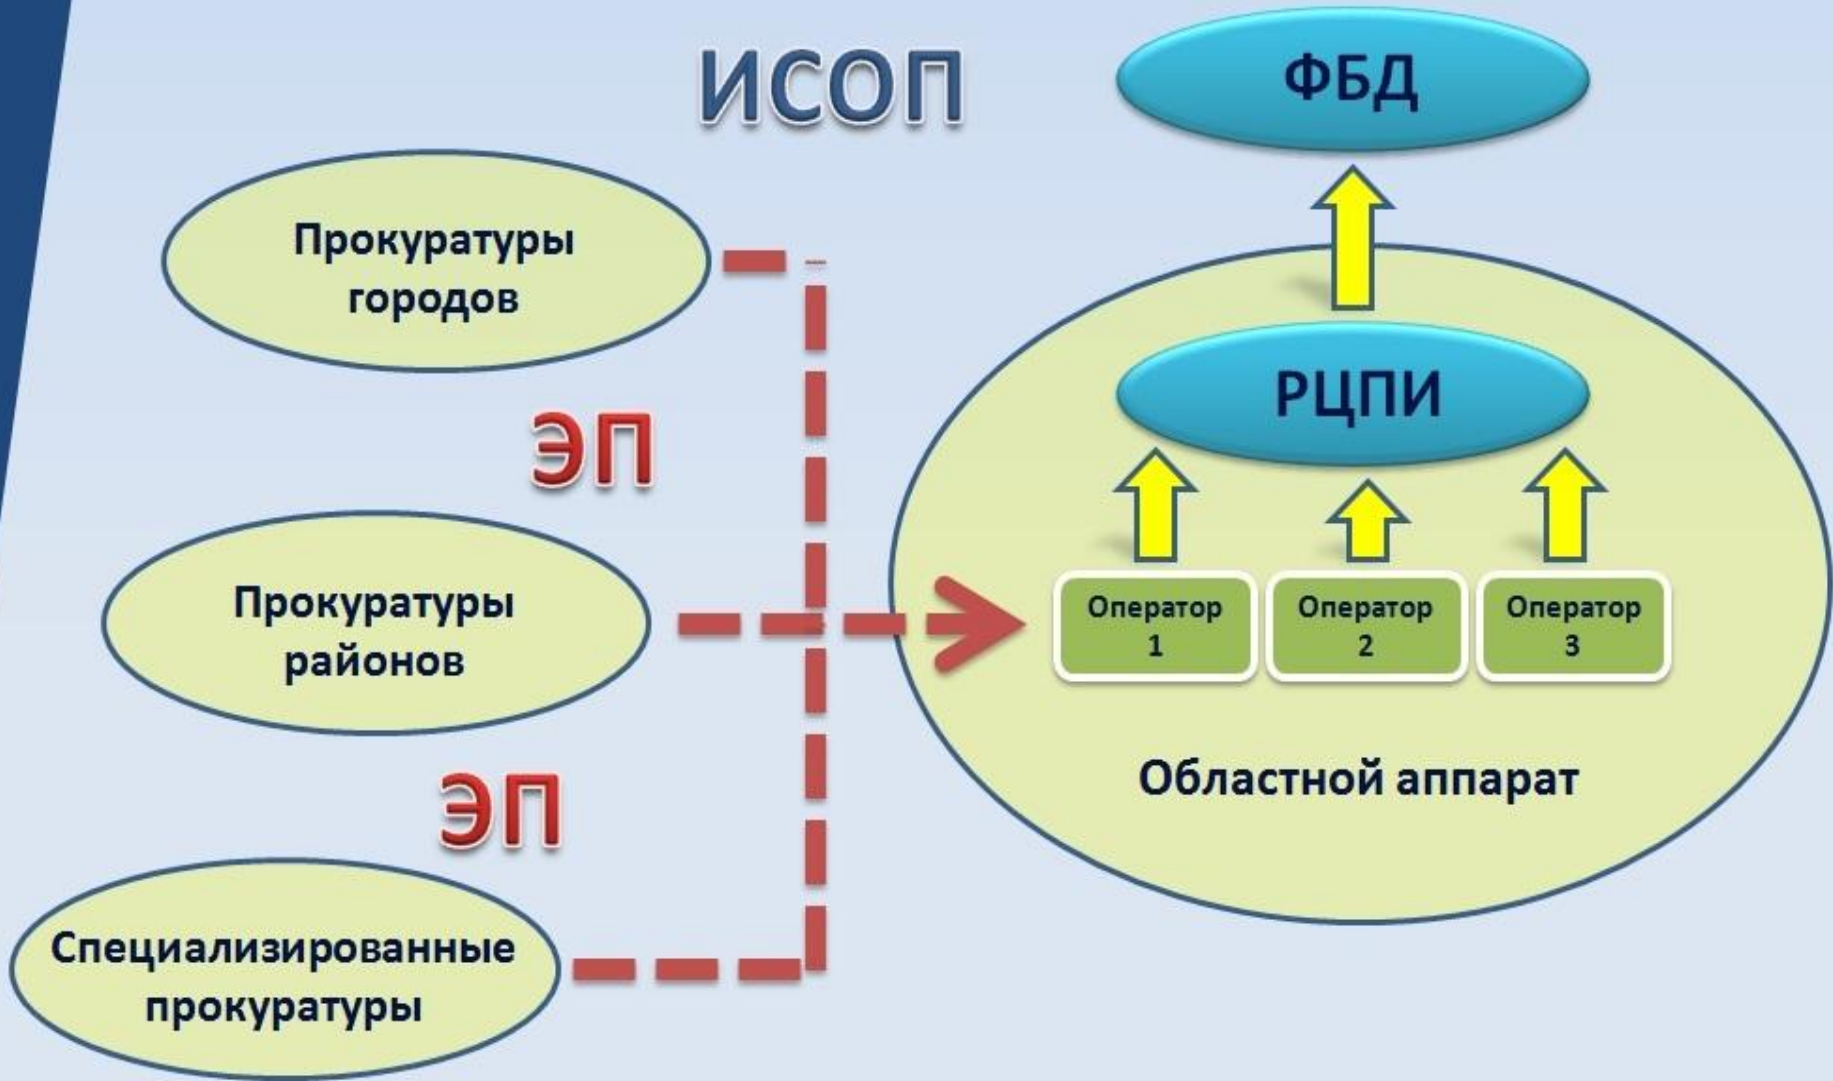 ИСОП
ФБД
Прокуратуры
городов
ЭП
РЦПИ
Прокуратуры
районов
Оператор
1
Оператор
2
Оператор
3
Областной аппарат
ЭП
Специализированные
прокуратуры